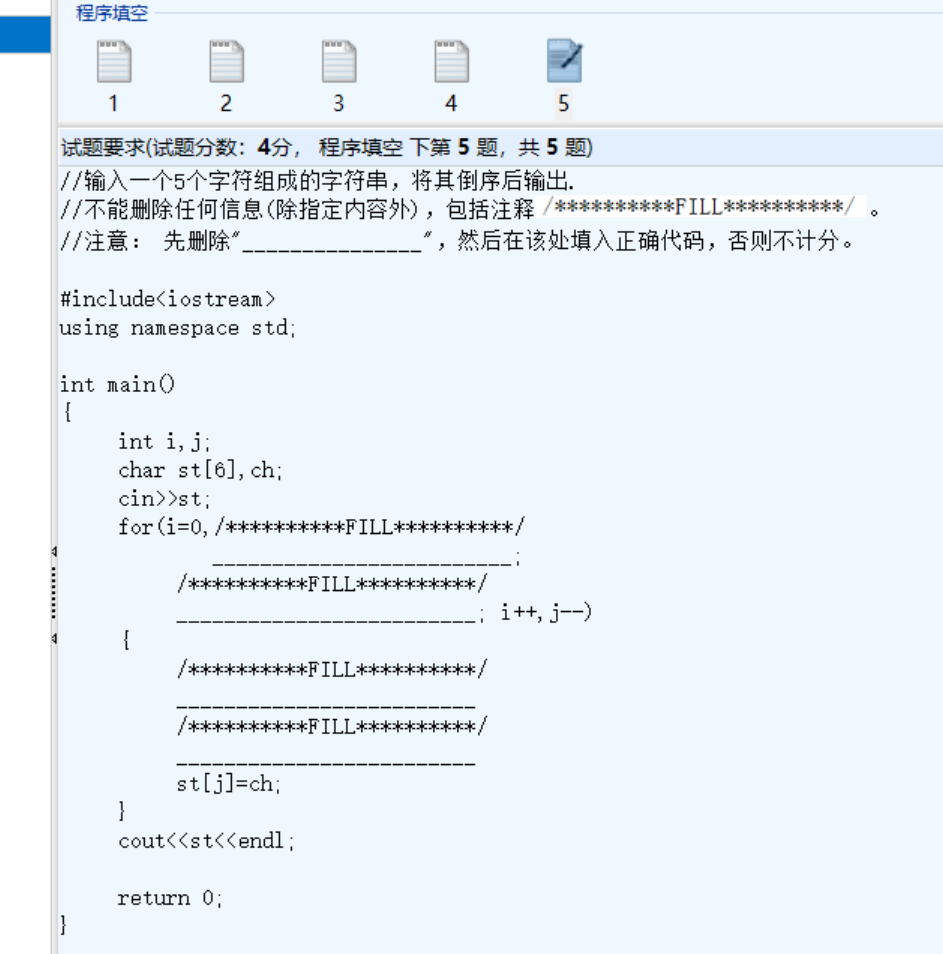 程序填空
1 2 3 4 5
试题要求(试题分数: 4分, 程序填空 下第 5 题, 共 5 题)
//输入一个5个字符组成的字符串，将其倒序后输出.
//不能删除任何信息(除指定内容外)，包括注释 /**********FILL**********/ 。
//注意： 先删除"_______________"，然后在该处填入正确代码，否则不计分。
#include<iostream>
using namespace std;
int main()
{
int i,j;
char st[6],ch;
cin>>st;
for(i=0,/**********FILL**********/
_________________________;
/**********FILL**********/
_________________________; i++,j--)
{
/**********FILL**********/
_________________________
/**********FILL**********/
_________________________
st[j]=ch;
}
cout<<st<<endl;
return 0;
}